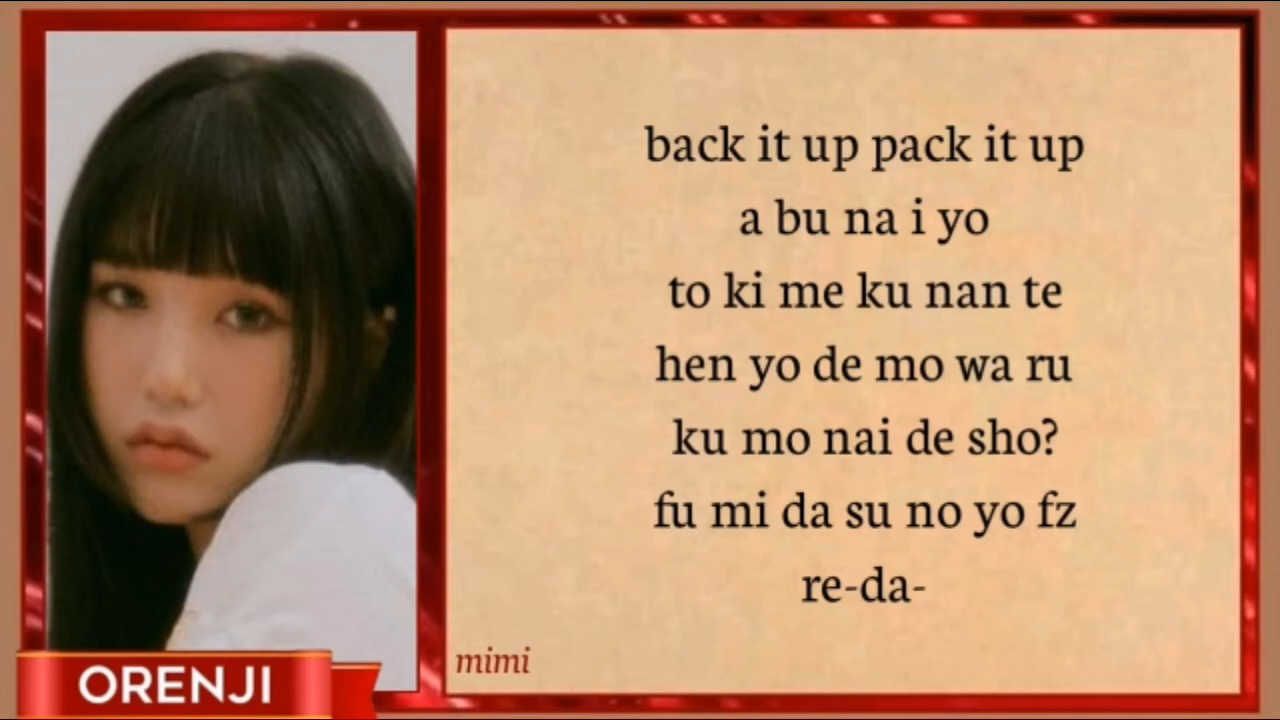 back it up pack it up
a bu na i yo
to ki me ku nan te
hen yo de mo wa ru
ku mo nai de sho?
fu mi da su no yo fz
re-da-
mimi
ORENJI